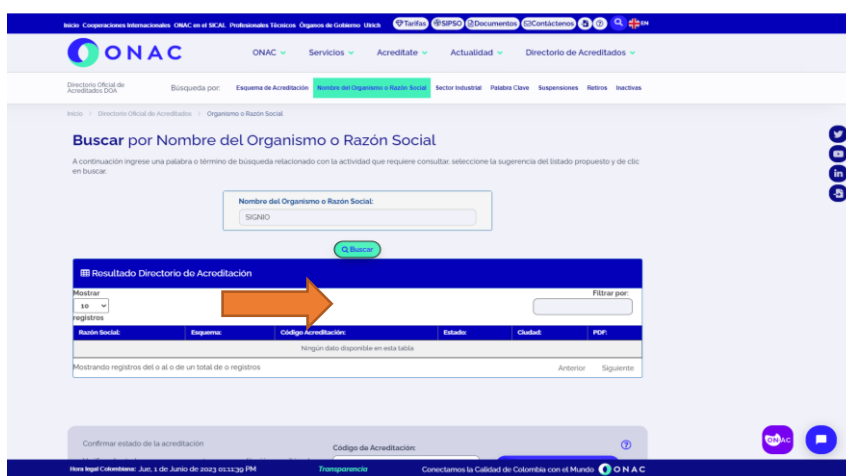 Inicio Cooperaciones Internacionales ONAC en el SICAL Profesionales Técnicos Órganos de Gobierno Ulrich Tarifas SIPSO Documentos Contáctenos EN
ONAC ONAC Servicios Acredítate Actualidad Directorio de Acreditados
Directorio Oficial de
Acreditados DOA
Búsqueda por: Esquema de Acreditación Nombre del Organismo o Razón Social Sector Industrial Palabra Clave Suspensiones Retiros Inactivas
Inicio Directorio Oficial de Acreditados Organismo o Razón Social
Buscar por Nombre del Organismo o Razón Social
A continuación ingrese una palabra o término de búsqueda relacionado con la actividad que requiere consultar, seleccione la sugerencia del listado propuesto y de clic
en buscar.
Nombre del Organismo o Razón Social:
SIGNIO
Buscar
Resultado Directorio de Acreditación
Mostrar Filtrar por:
10
registros
Razón Social: Esquema: Código Acreditación: Estado: Ciudad: PDF:
Ningún dato disponible en esta tabla
Mostrando registros del 0 al 0 de un total de 0 registros Anterior Siguiente
Confirmar estado de la acreditación Código de Acreditación:
ONAC
Hora legal Colombiana: Jue, 1 de Junio de 2023 01:11:39 PM Transparencia Conectamos la Calidad de Colombia con el Mundo ONAC